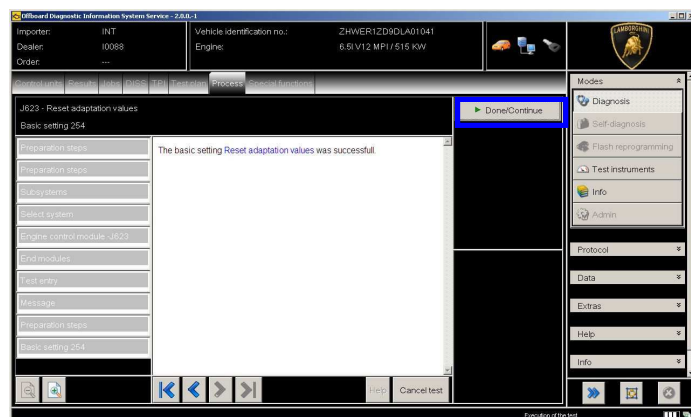 Offboard Diagnostic Information System Service - 2.0.0.-1
Importer: INT Vehicle identification no.: ZHWER1ZD9DLA01041
Dealer: I0088 Engine: 6.5l V12 MPI / 515 KW
Order: ---
LAMBORGHINI
Control units Results Jobs DISS TPI Test plan Process Special functions
J623 - Reset adaptation values
Basic setting 254
Done/Continue
Preparation steps
Preparation steps
Subsystems
Select system
Engine control module -J623
End modules
Test entry
Message
Preparation steps
Basic setting 254
The basic setting Reset adaptation values was successful.
Help
Cancel test
Modes
Diagnosis
Self-diagnosis
Flash reprogramming
Test instruments
Info
Admin
Protocol
Data
Extras
Help
Info
Execution of the test